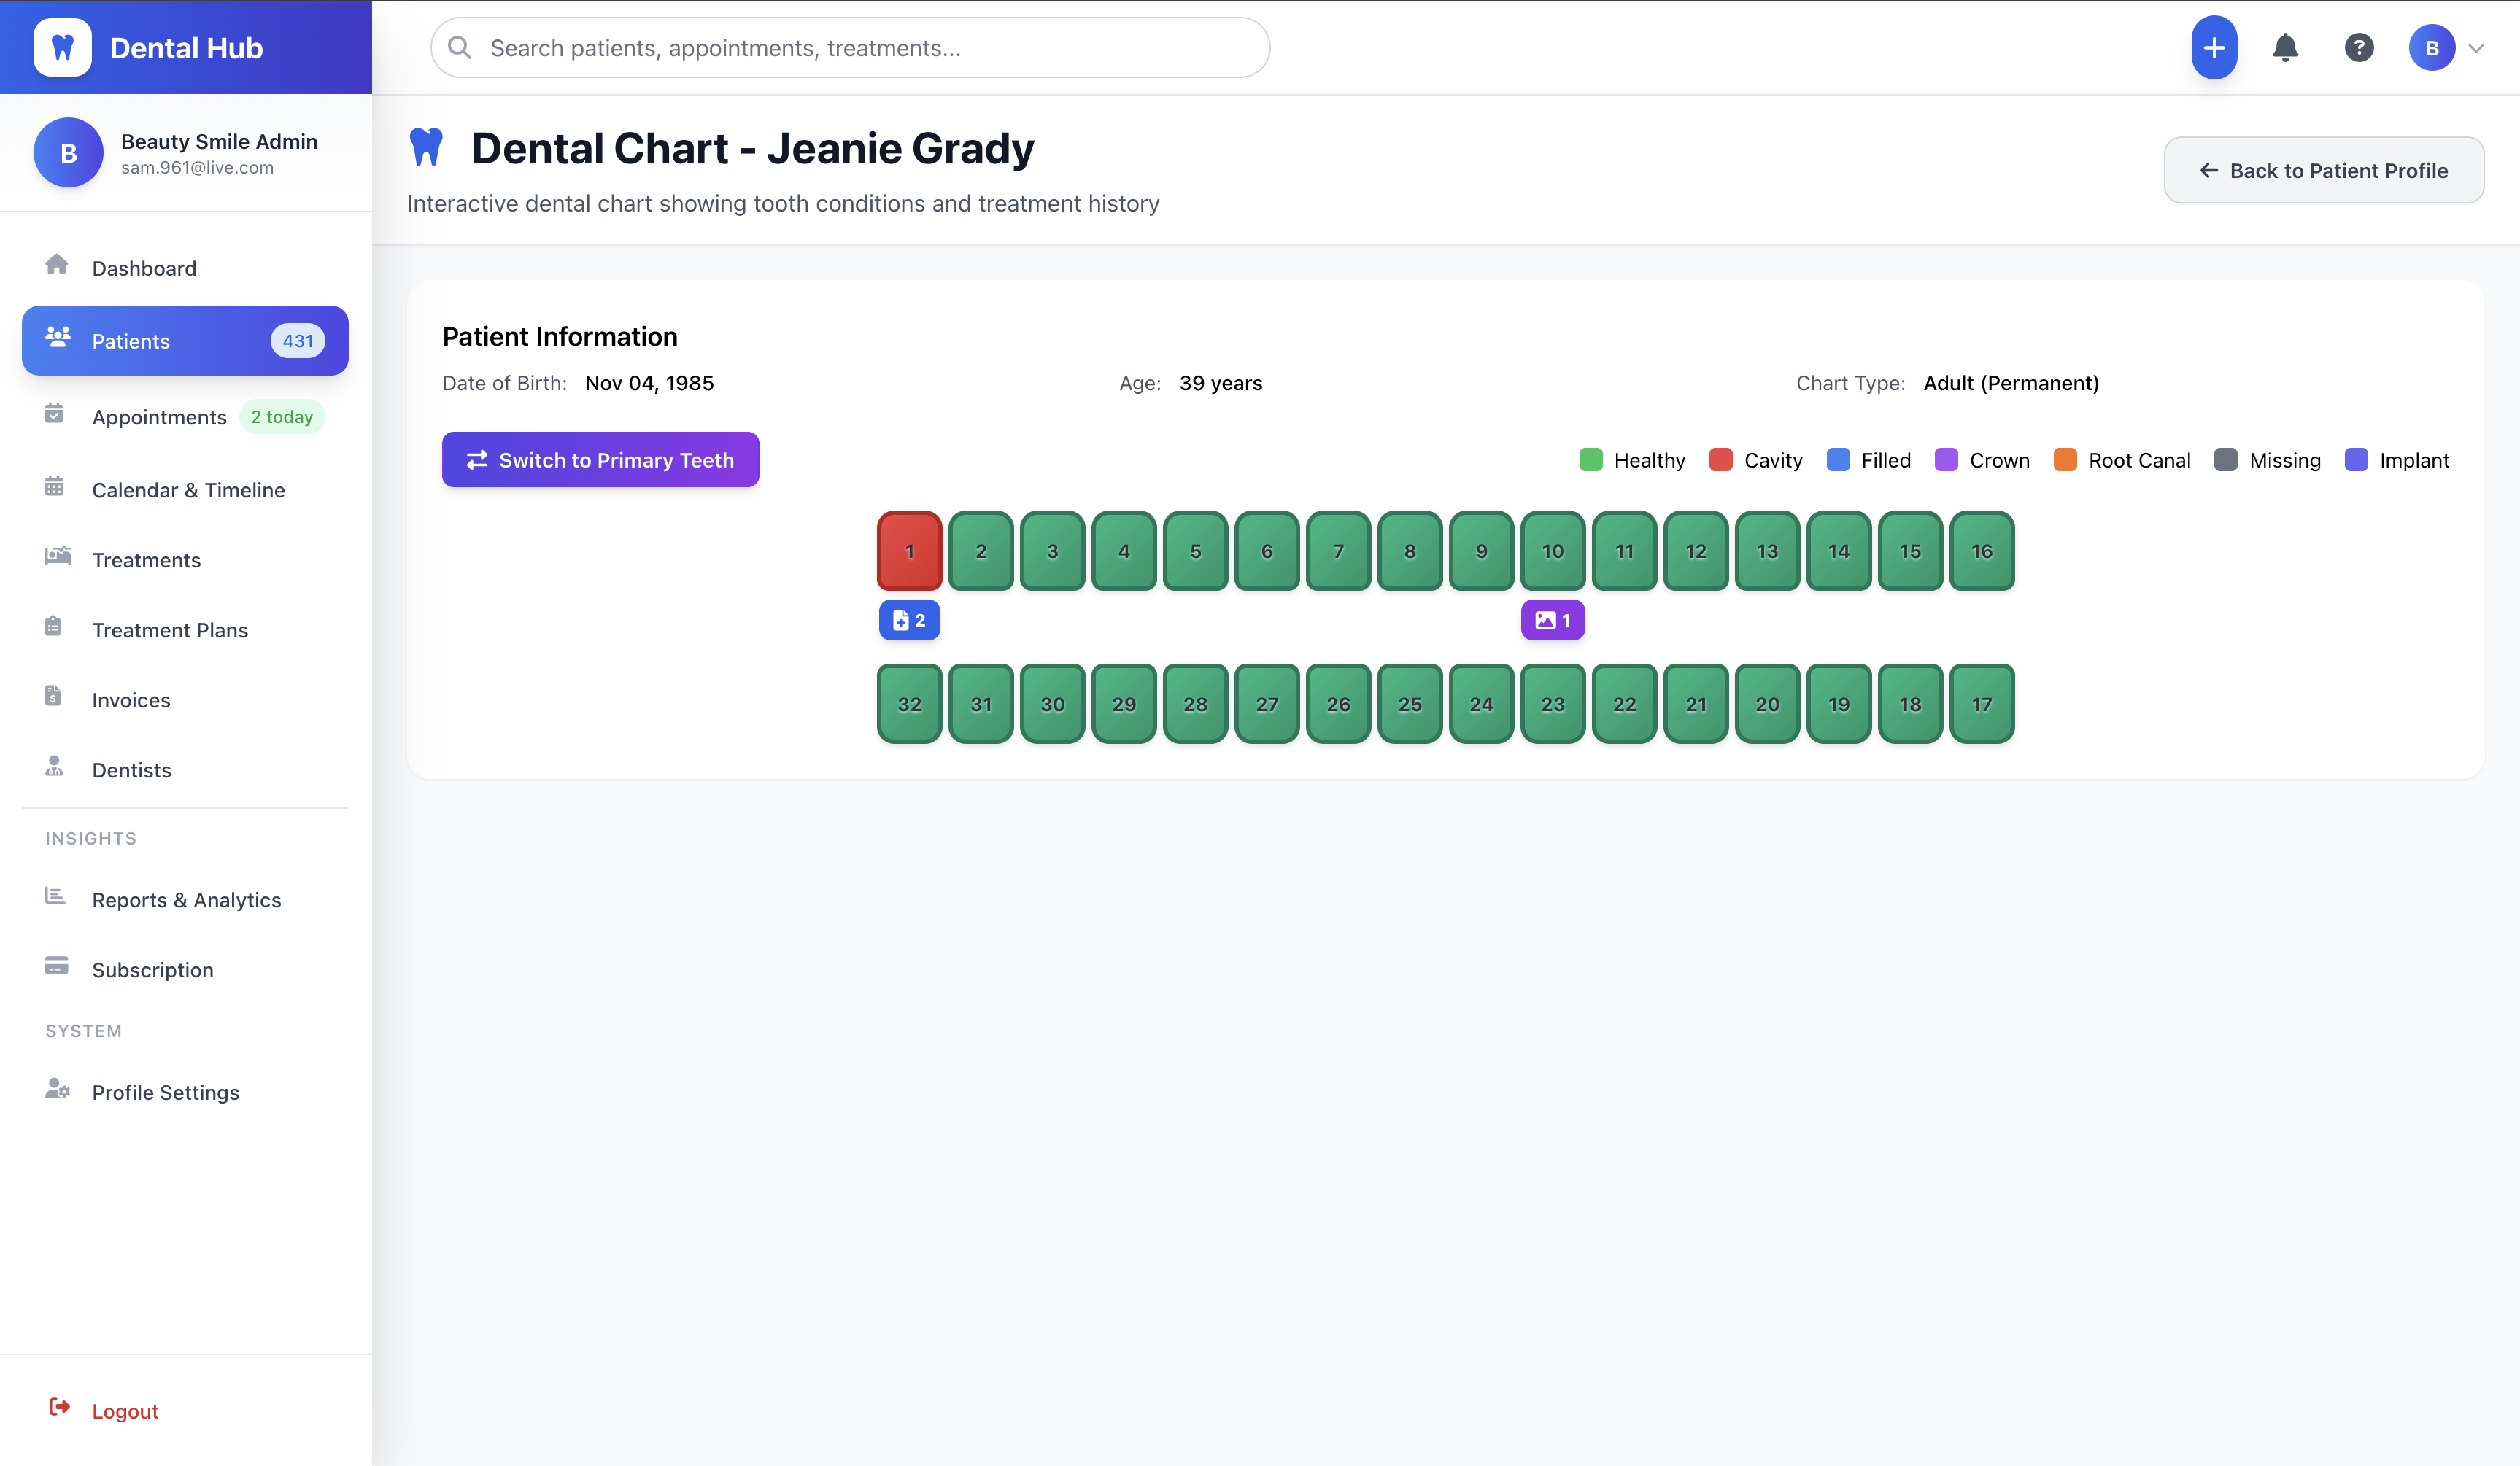 Dental Hub
Search patients, appointments, treatments...
?
B
B
Beauty Smile Admin
sam.961@live.com
Dashboard
Patients 431
Appointments 2 today
Calendar & Timeline
Treatments
Treatment Plans
Invoices
Dentists
INSIGHTS
Reports & Analytics
Subscription
SYSTEM
Profile Settings
Logout
Dental Chart - Jeanie Grady
Interactive dental chart showing tooth conditions and treatment history
Back to Patient Profile
Patient Information
Date of Birth: Nov 04, 1985 Age: 39 years Chart Type: Adult (Permanent)
Switch to Primary Teeth
Healthy Cavity Filled Crown Root Canal Missing Implant
1 2 3 4 5 6 7 8 9 10 11 12 13 14 15 16
2 1
32 31 30 29 28 27 26 25 24 23 22 21 20 19 18 17